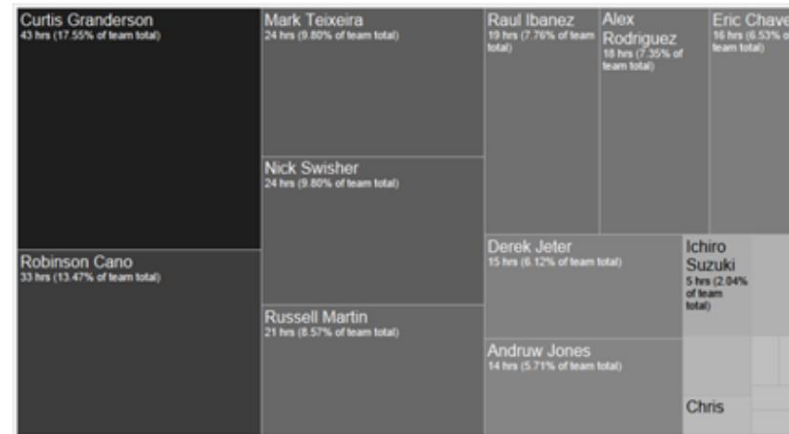 Curtis Granderson
43 hrs (17.55% of team total)
Robinson Cano
33 hrs (13.47% of team total)
Mark Teixeira
24 hrs (9.80% of team total)
Nick Swisher
24 hrs (9.80% of team total)
Russell Martin
21 hrs (8.57% of team total)
Raul Ibanez
19 hrs (7.76% of team
total)
Alex
Rodriguez
18 hrs (7.35% of
team total)
Eric Chave
16 hrs (6.53% o
team total)
Derek Jeter
15 hrs (6.12% of team total)
Andruw Jones
14 hrs (5.71% of team total)
Ichiro
Suzuki
5 hrs (2.04%
of team
total)
Chris